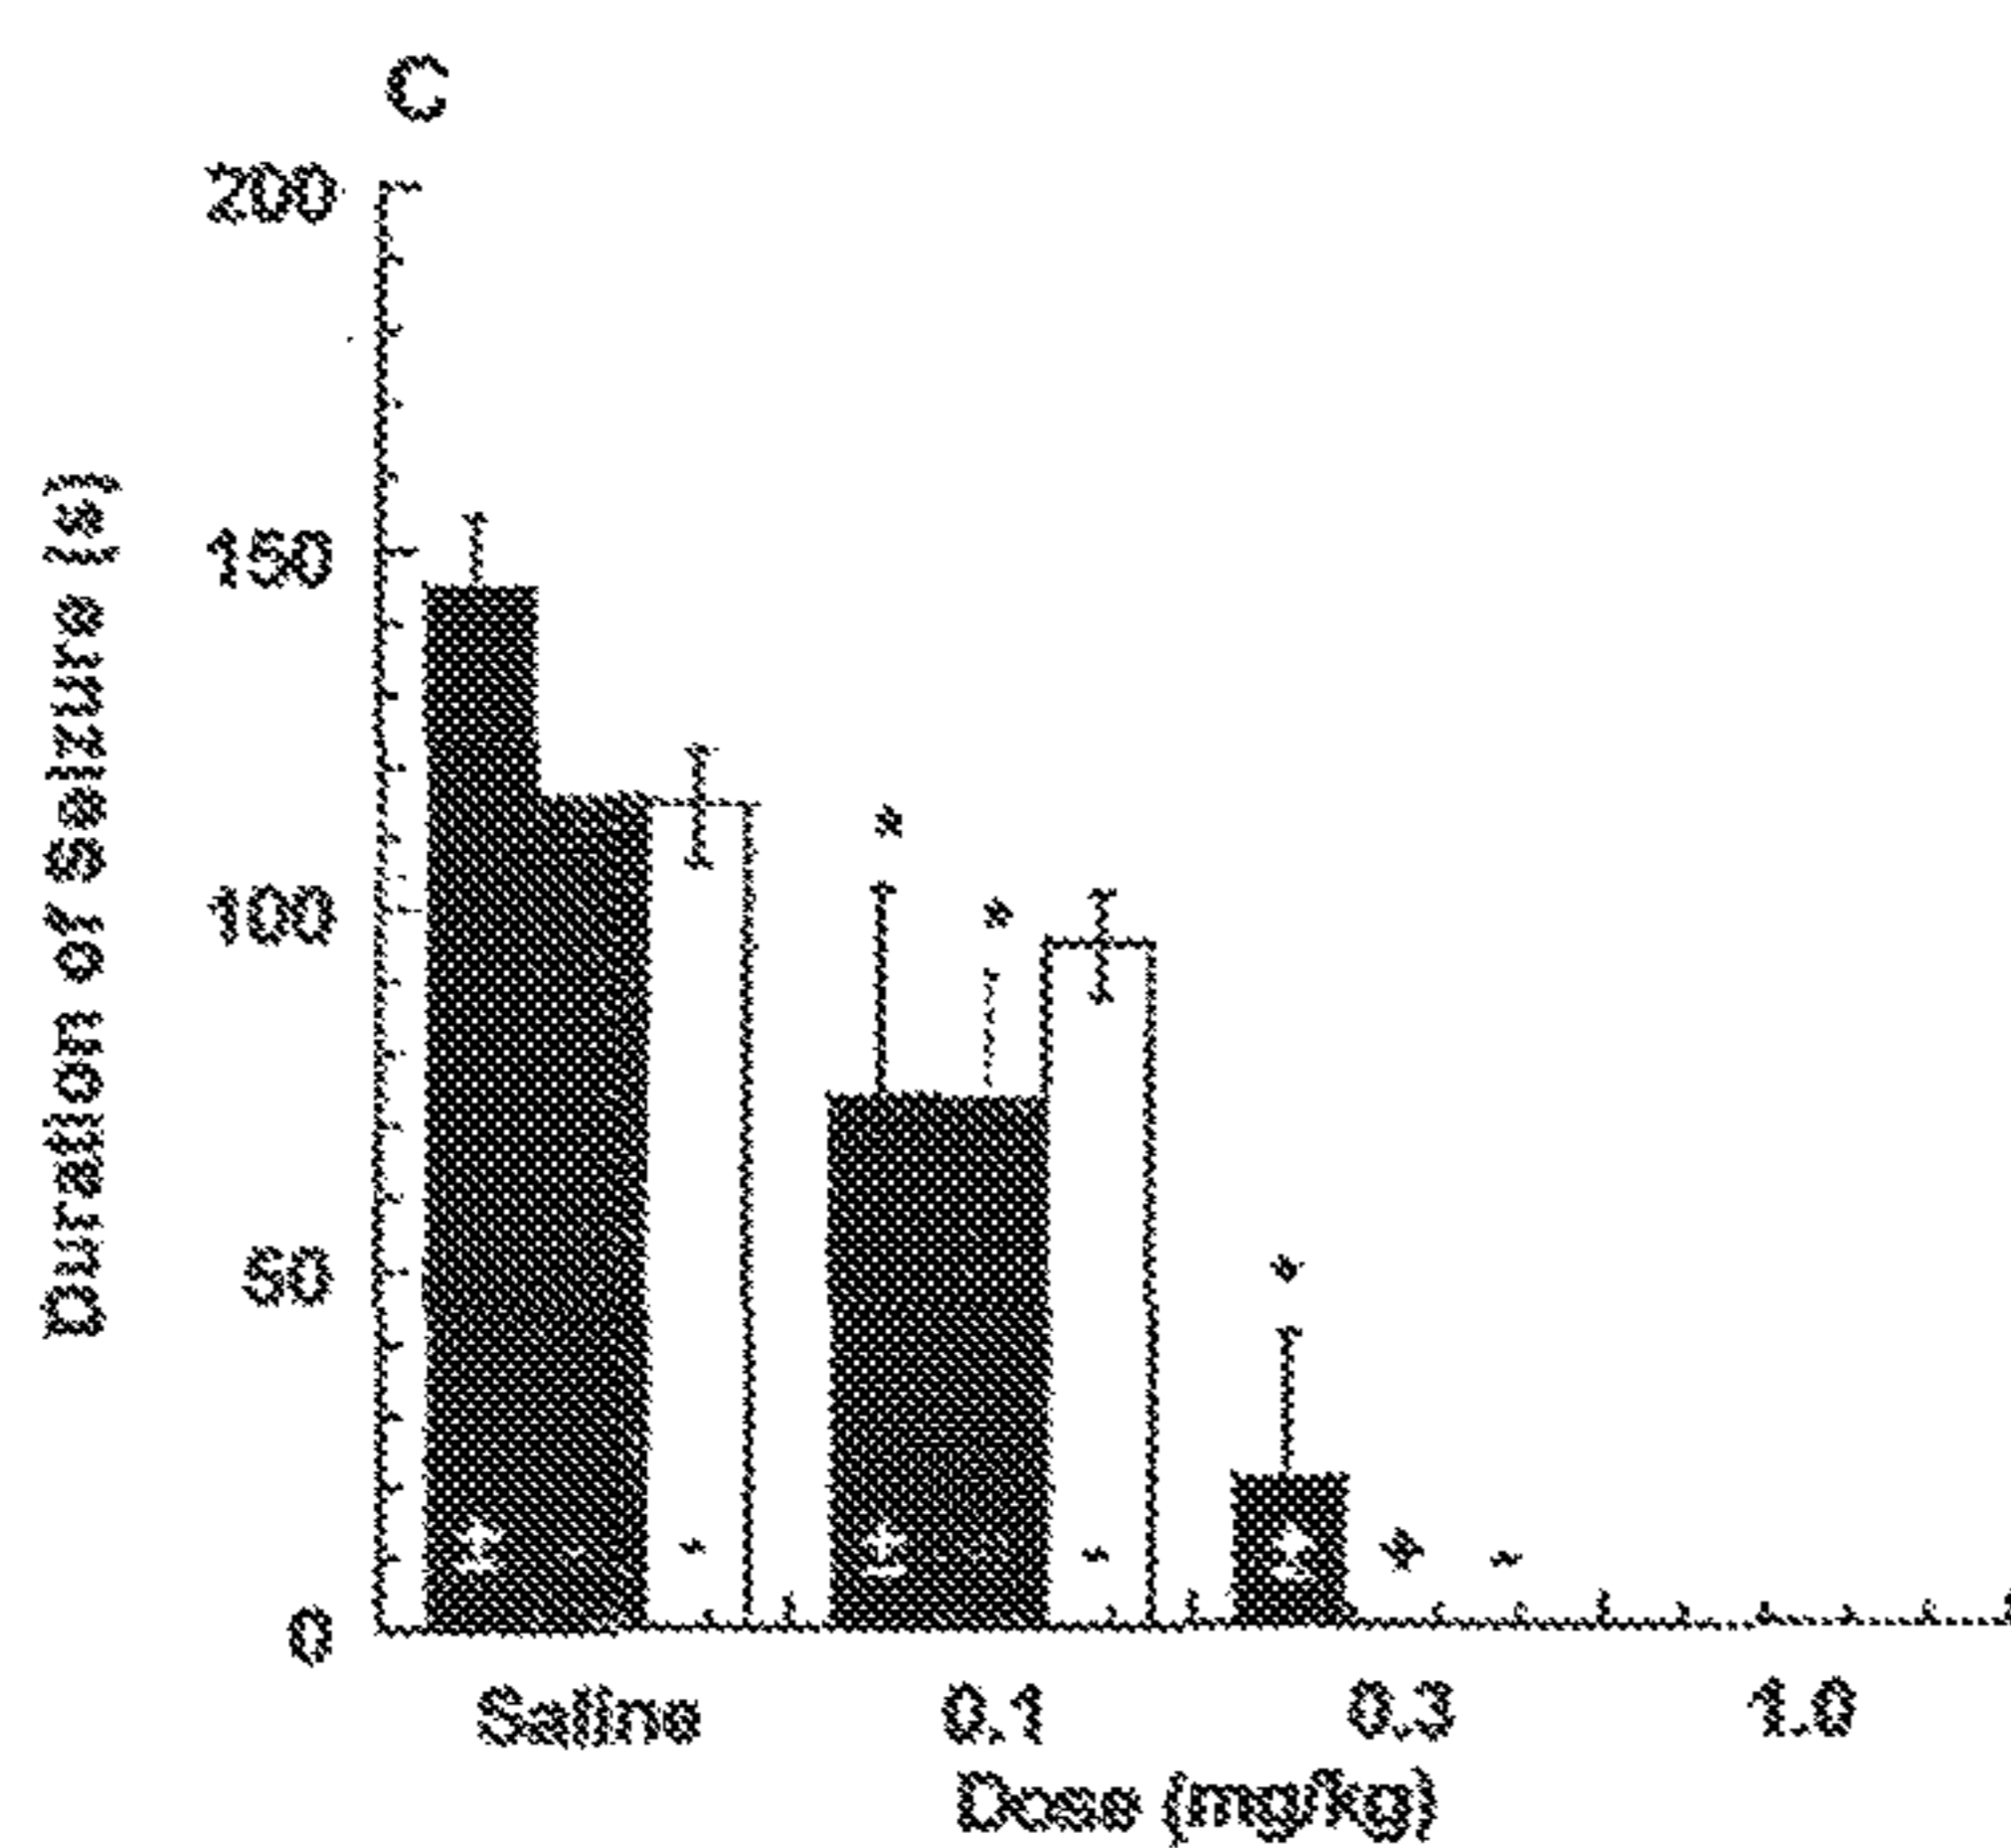 C
200
150
100
50
0
Duration of seizure (s)
Saline 0.1 0.3 1.0
Dose (mg/kg)